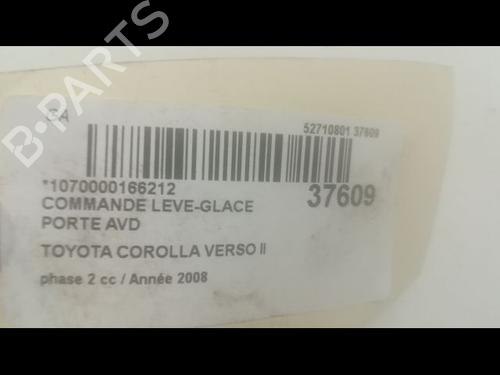 B-PARTS
CA
52710801 37609
*1070000166212
37609
COMMANDE LEVE-GLACE
PORTE AVD
TOYOTA COROLLA VERSO II
phase 2 cc / Année 2008